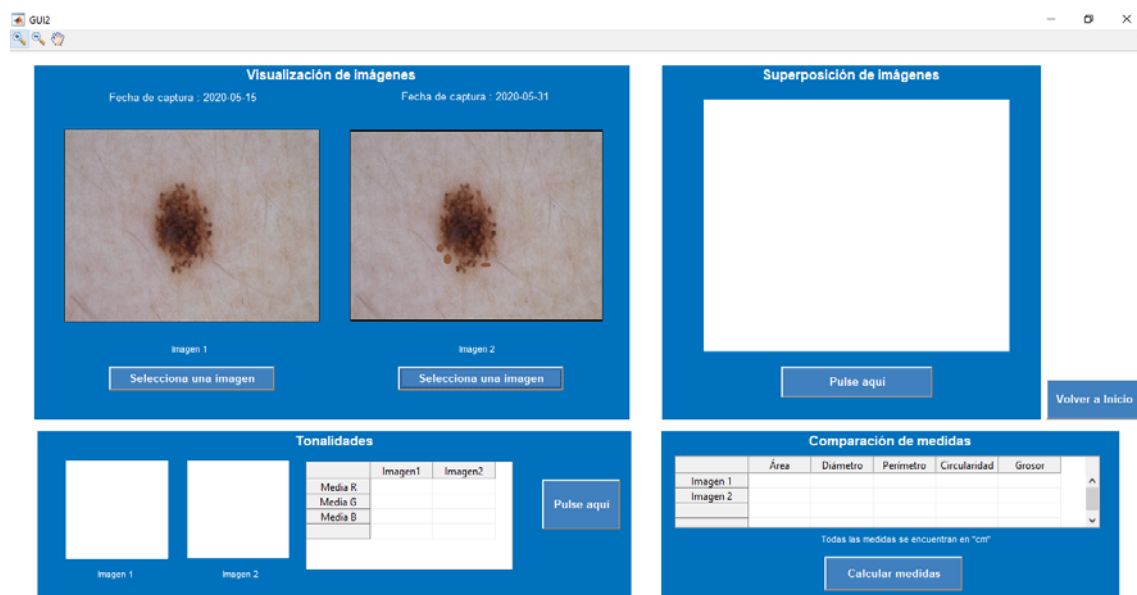 GUI2
Visualización de imágenes
Fecha de captura : 2020-05-15
Fecha de captura : 2020-05-31
Imagen 1
Imagen 2
Selecciona una imagen
Selecciona una imagen
Superposición de imágenes
Pulse aquí
Volver a Inicio
Tonalidades
Imagen1 Imagen2
Media R
Media G
Media B
Imagen 1
Imagen 2
Pulse aquí
Comparación de medidas
Área Diámetro Perímetro Circularidad Grosor
Imagen 1
Imagen 2
Todas las medidas se encuentran en "cm"
Calcular medidas